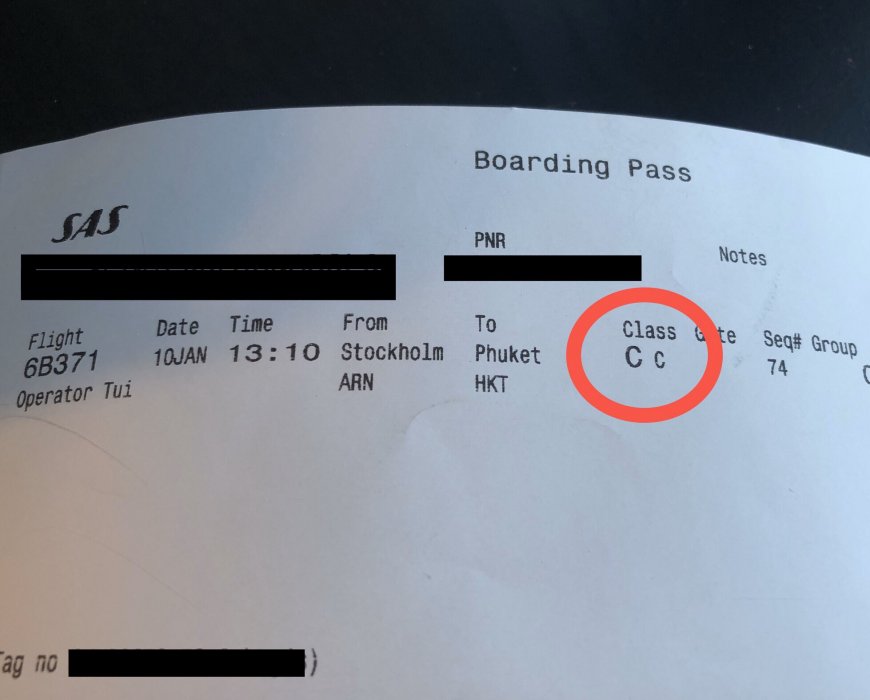 Boarding Pass
SAS
PNR
Notes
Flight Date Time From To Class Seq# Group
6B371 10JAN 13:10 Stockholm Phuket C C 74
Operator Tui ARN HKT
Tag no